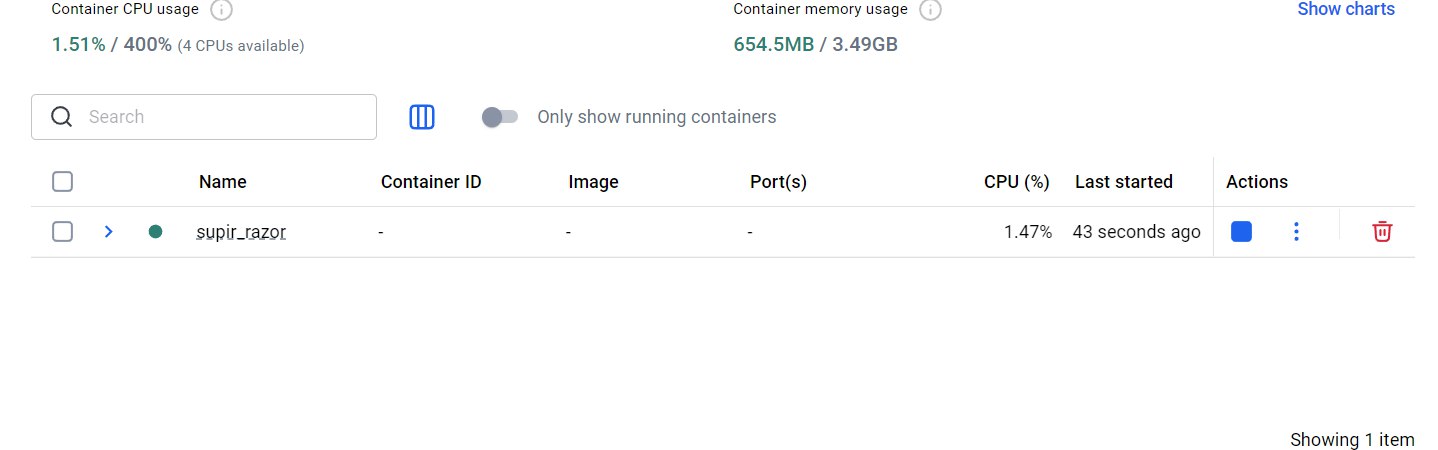 Container CPU usage Container memory usage Show charts
1.51% / 400% (4 CPUs available) 654.5MB / 3.49GB
Search Only show running containers
Name Container ID Image Port(s) CPU (%) Last started Actions
supir_razor - - - 1.47% 43 seconds ago
Showing 1 item